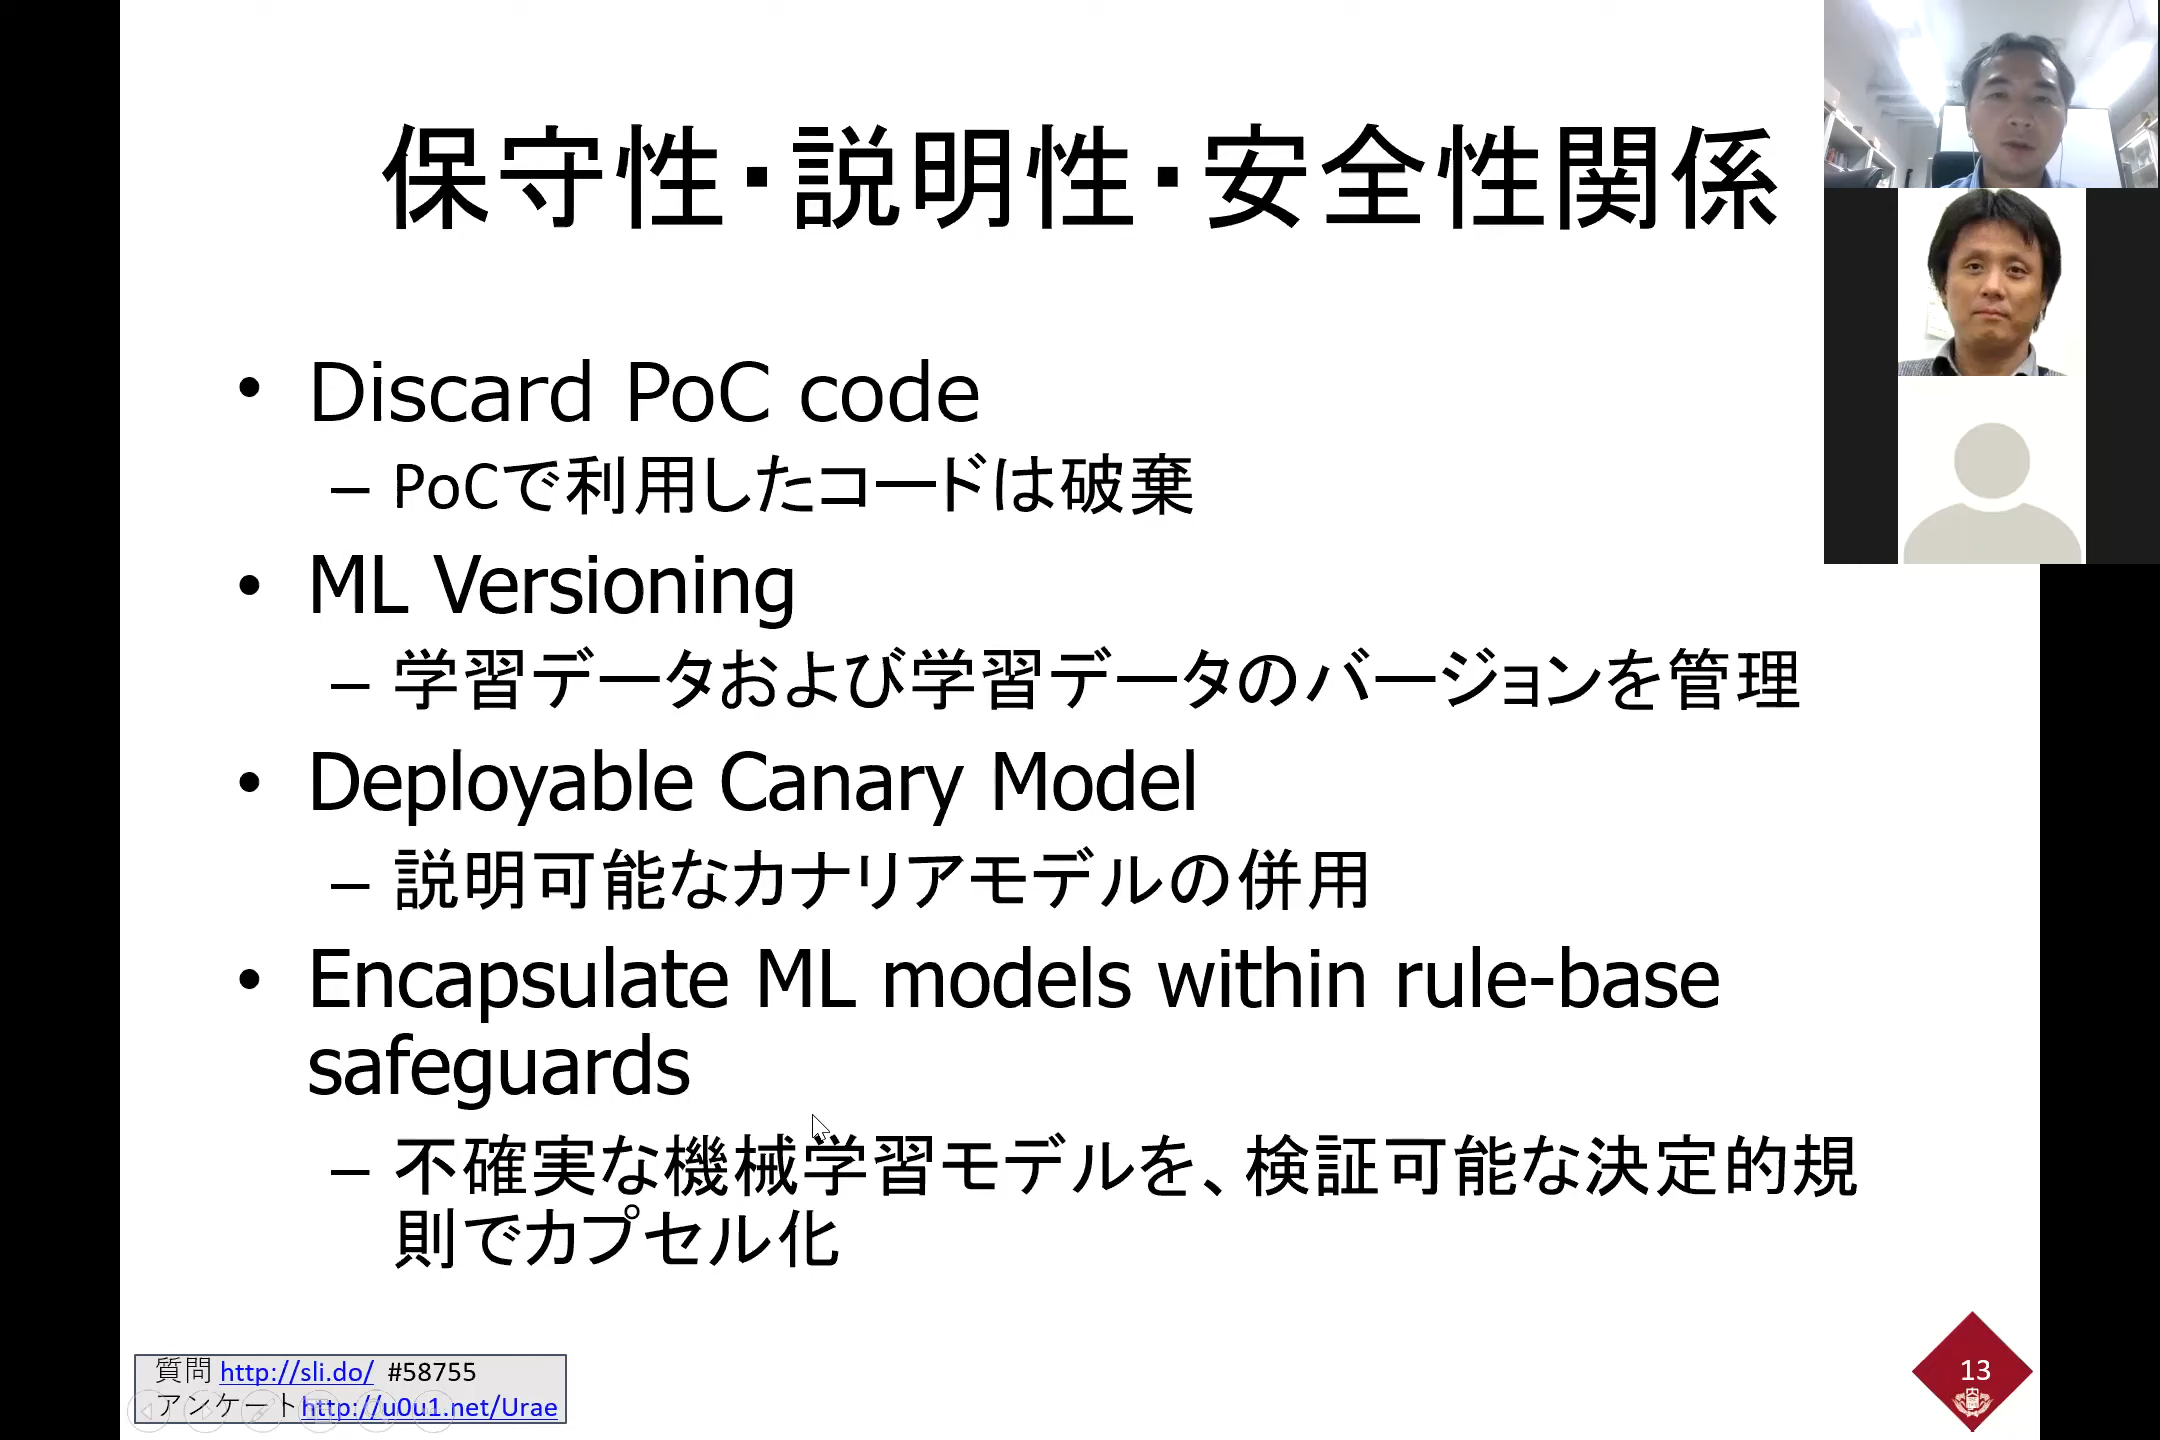 保守性・説明性・安全性関係
• Discard PoC code
– PoCで利用したコードは破棄
• ML Versioning
– 学習データおよび学習データのバージョンを管理
• Deployable Canary Model
– 説明可能なカナリアモデルの併用
• Encapsulate ML models within rule-base
safeguards
– 不確実な機械学習モデルを、検証可能な決定的規
則でカプセル化
質問 http://sli.do/ #58755
アンケート http://u0u1.net/Urae
13